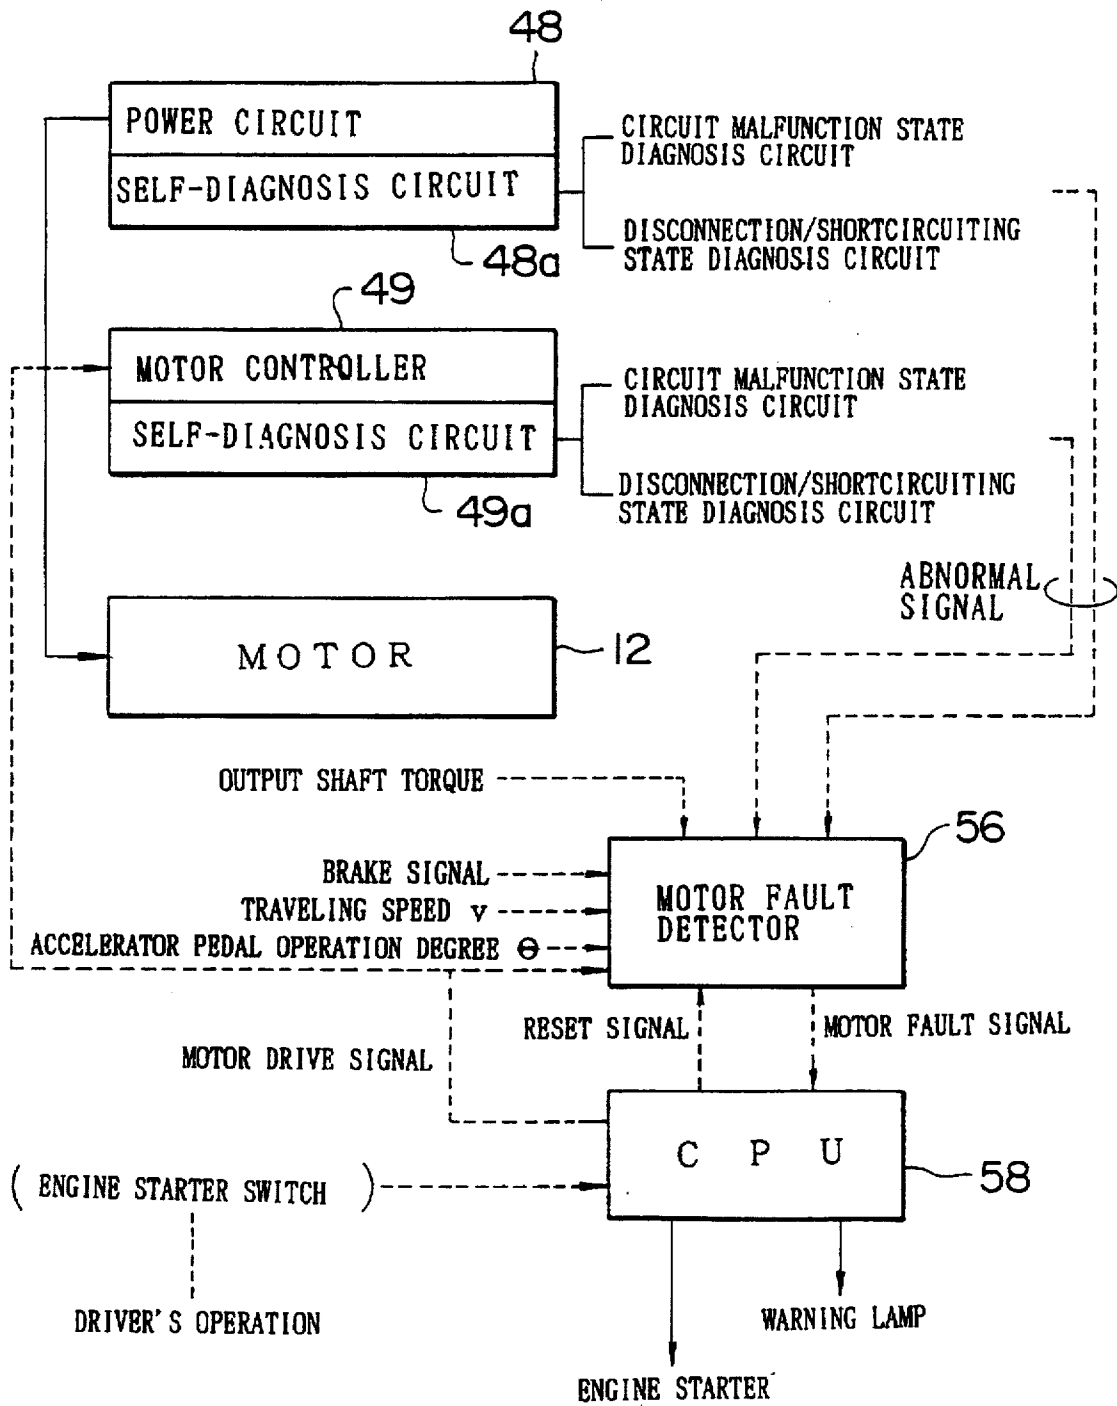 48
POWER CIRCUIT
SELF-DIAGNOSIS CIRCUIT
48a
CIRCUIT MALFUNCTION STATE
DIAGNOSIS CIRCUIT
DISCONNECTION/SHORTCIRCUITING
STATE DIAGNOSIS CIRCUIT
49
MOTOR CONTROLLER
SELF-DIAGNOSIS CIRCUIT
49a
CIRCUIT MALFUNCTION STATE
DIAGNOSIS CIRCUIT
DISCONNECTION/SHORTCIRCUITING
STATE DIAGNOSIS CIRCUIT
ABNORMAL
SIGNAL
MOTOR
12
OUTPUT SHAFT TORQUE
56
BRAKE SIGNAL
TRAVELING SPEED v
ACCELERATOR PEDAL OPERATION DEGREE Θ
MOTOR FAULT
DETECTOR
RESET SIGNAL
MOTOR FAULT SIGNAL
MOTOR DRIVE SIGNAL
CPU
58
(ENGINE STARTER SWITCH)
DRIVER'S OPERATION
WARNING LAMP
ENGINE STARTER